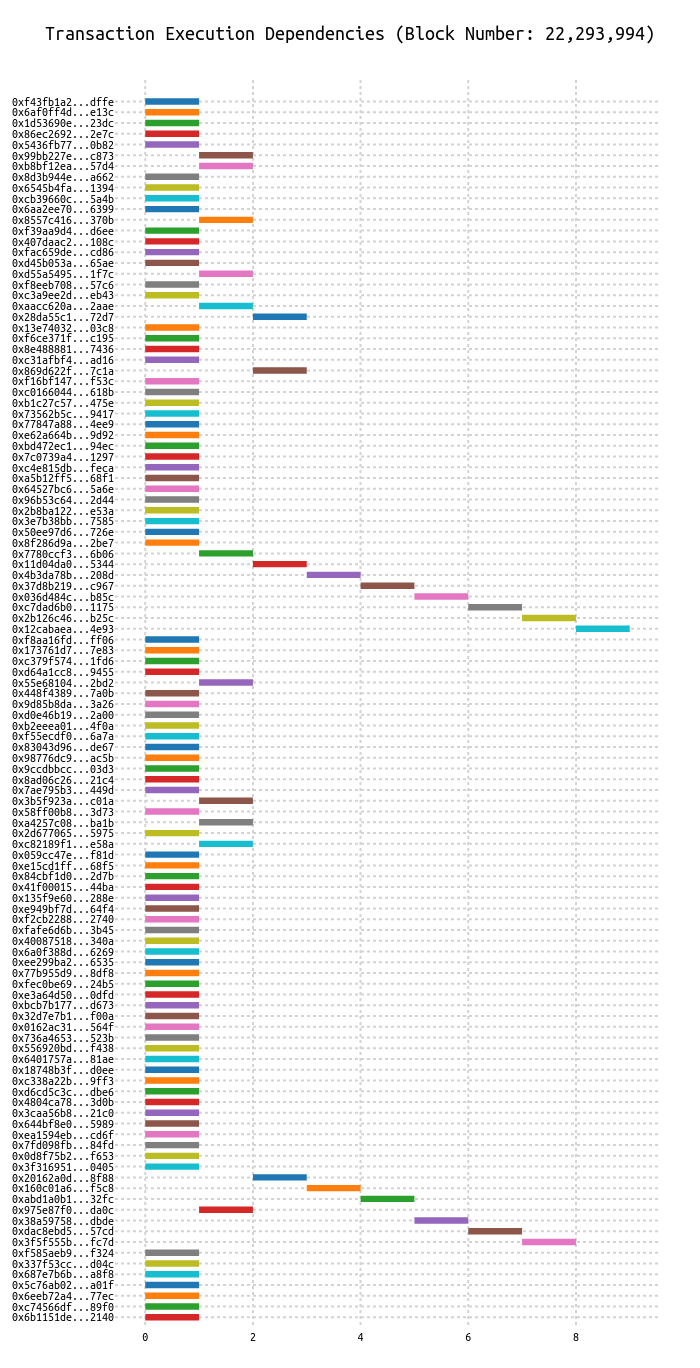 Transaction Execution Dependencies (Block Number: 22,293,994)
0xf43fb1a2...dffe
0x6af0ff4d...e13c
0x1d53690e...23dc
0x86ec2692...2e7c
0x5436fb77...0b82
0x99bb227e...c873
0xb8bf12ea...57d4
0x8d3b944e...a662
0x6545b4fa...1394
0xcb39660c...5a4b
0x6aa2ee70...6399
0x8557c416...370b
0xf39aa9d4...d6ee
0x407daac2...108c
0xfac659de...cd86
0xd45b053a...65ae
0xd55a5495...1f7c
0xf8eeb708...57c6
0xc3a9ee2d...eb43
0xaacc620a...2aae
0x28da55c1...72d7
0x13e74032...03c8
0xf6ce371f...c195
0x8e488881...7436
0xc31afbf4...ad16
0x869d622f...7c1a
0xf16bf147...f53c
0xc0166044...618b
0xb1c27c57...475e
0x73562b5c...9417
0x77847a88...4ee9
0xe62a664b...9d92
0xbd472ec1...94ec
0x7c0739a4...1297
0xc4e815db...feca
0xa5b12ff5...68f1
0x64527bc6...5a6e
0x96b53c64...2d44
0x2b8ba122...e53a
0x3e7b38bb...7585
0x50ee97d6...726e
0x8f286d9a...2be7
0x7780ccf3...6b06
0x11d04da0...5344
0x4b3da78b...208d
0x37d8b219...c967
0x036d484c...b85c
0xc7dad6b0...1175
0x2b126c46...b25c
0x12cabaea...4e93
0xf8aa16fd...ff06
0x173761d7...7e83
0xc379f574...1fd6
0xd64a1cc8...9455
0x55e68104...2bd2
0x448f4389...7a0b
0x9d85b8da...3a26
0xd0e46b19...2a00
0xb2eeea01...4f0a
0xf55ecdf0...6a7a
0x83043d96...de67
0x98776dc9...ac5b
0x9ccdbbcc...03d3
0x8ad06c26...21c4
0x7ae795b3...449d
0x3b5f923a...c01a
0x58ff00b8...3d73
0xa4257c08...ba1b
0x2d677065...5975
0xc82189f1...e58a
0x059cc47e...f81d
0xe15cd1ff...68f5
0x84cbf1d0...2d7b
0x41f00015...44ba
0x135f9e60...288e
0xe949bf7d...64f4
0xf2cb2288...2740
0xfafe6d6b...3b45
0x40087518...340a
0x6a0f388d...6269
0xee299ba2...6535
0x77b955d9...8df8
0xfec0be69...24b5
0xe3a64d50...0dfd
0xbcb7b177...d673
0x32d7e7b1...f00a
0x0162ac31...564f
0x736a4653...523b
0x556920bd...f438
0x6401757a...81ae
0x18748b3f...d0ee
0xc338a22b...9ff3
0xd6cd5c3c...dbe6
0x4804ca78...3d0b
0x3caa56b8...21c0
0x644bf8e0...5989
0xea1594eb...cd6f
0x7fd098fb...84fd
0x0d8f75b2...f653
0x3f316951...0405
0x20162a0d...8f88
0x160c01a6...f5c8
0xabd1a0b1...32fc
0x975e87f0...da0c
0x38a59758...dbde
0xdac8ebd5...57cd
0x3f5f555b...fc7d
0xf585aeb9...f324
0x337f53cc...d04c
0x687e7b6b...a8f8
0x5c76ab02...a01f
0x6eeb72a4...77ec
0xc74566df...89f0
0x6b1151de...2140
0 2 4 6 8